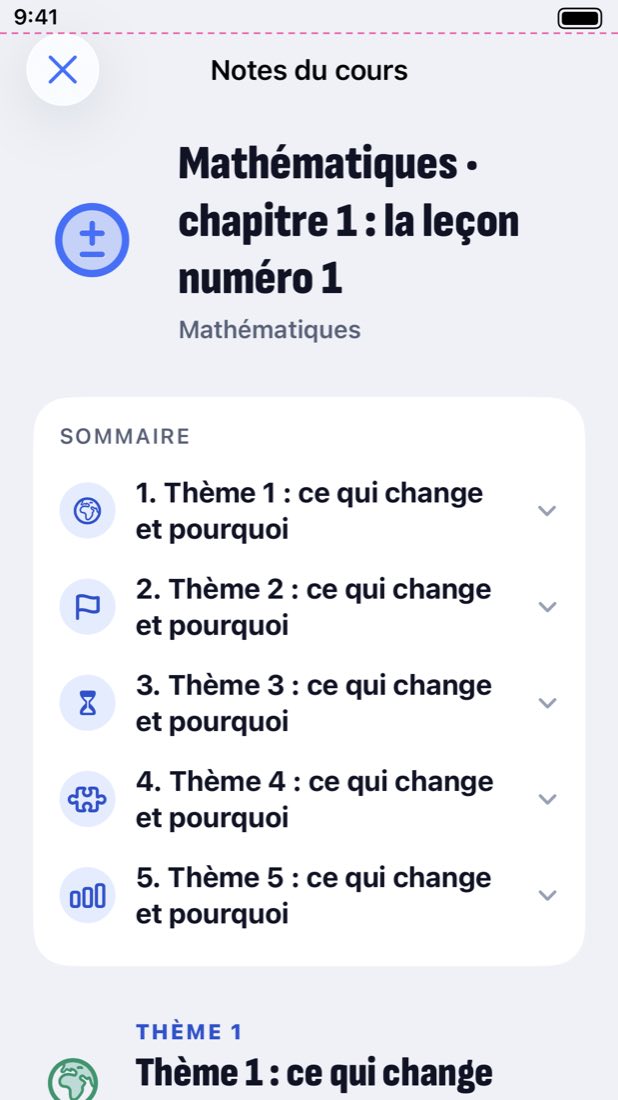 9:41
Notes du cours
Mathématiques ·
chapitre 1 : la leçon
numéro 1
Mathématiques
SOMMAIRE
1. Thème 1 : ce qui change
et pourquoi
2. Thème 2 : ce qui change
et pourquoi
3. Thème 3 : ce qui change
et pourquoi
4. Thème 4 : ce qui change
et pourquoi
5. Thème 5 : ce qui change
et pourquoi
THÈME 1
Thème 1 : ce qui change